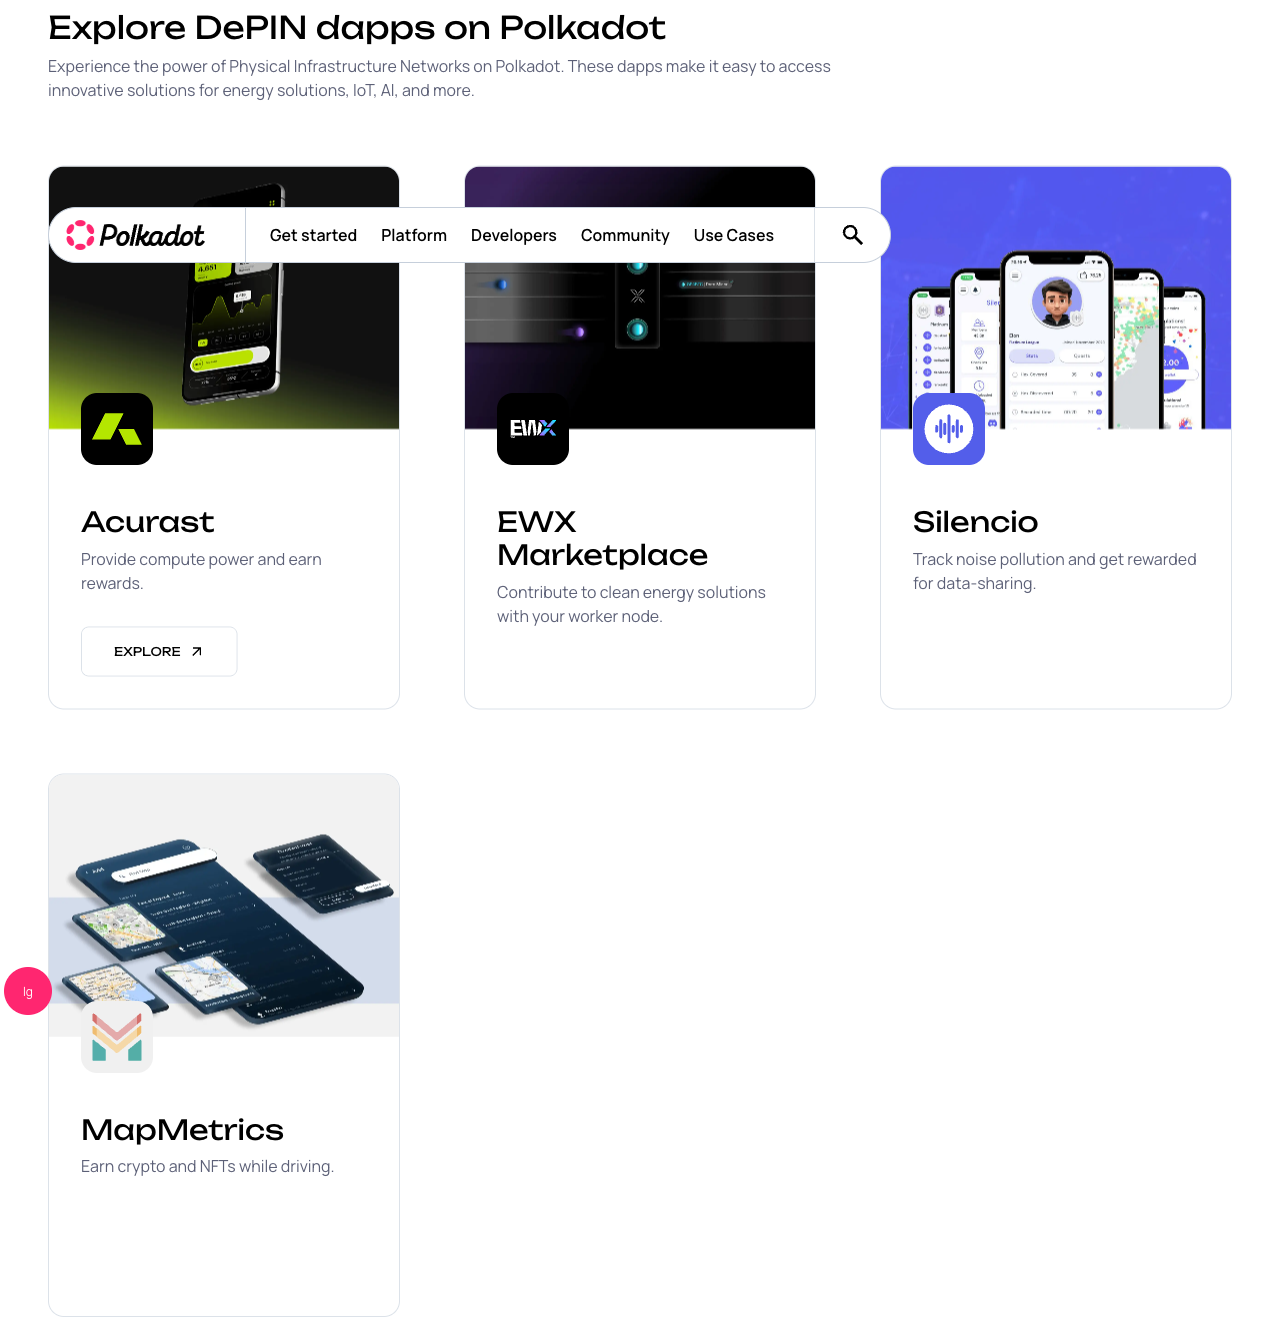 Explore DePIN dapps on Polkadot
Experience the power of Physical Infrastructure Networks on Polkadot. These dapps make it easy to access
innovative solutions for energy solutions, IoT, AI, and more.
Polkadot
Get started
Platform
Developers
Community
Use Cases
4,681
EWX
Elon
Stats
Acurast
Provide compute power and earn
rewards.
EXPLORE
EWX
Marketplace
Contribute to clean energy solutions
with your worker node.
Silencio
Track noise pollution and get rewarded
for data-sharing.
lg
MapMetrics
Earn crypto and NFTs while driving.